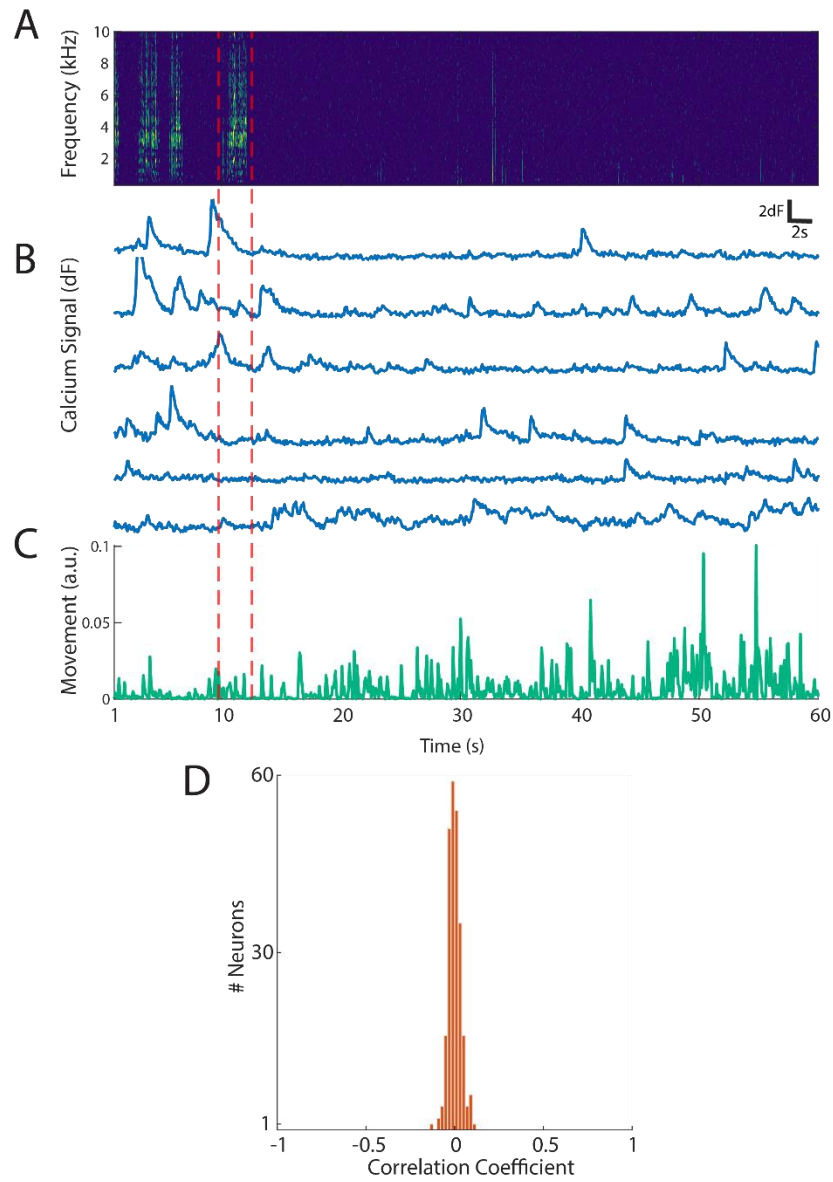 A
Frequency (kHz)
10
8
6
4
2
2dF
2s
B
Calcium Signal (dF)
C
Movement (a.u.)
0.1
0.05
0
1 10 20 30 40 50 60
Time (s)
D
# Neurons
60
30
1
-1 -0.5 0 0.5 1
Correlation Coefficient